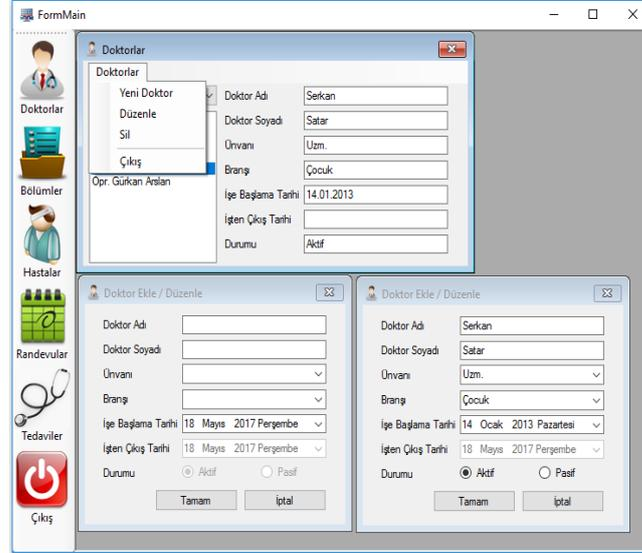 FormMain
Doktorlar
Bölümler
Hastalar
Randevular
Tedaviler
Çıkış
Doktorlar
Doktorlar
Yeni Doktor
Düzenle
Sil
Çıkış
Opr. Gürkan Arslan
Doktor Adı Serkan
Doktor Soyadı Satar
Ünvanı Uzm.
Branşı Çocuk
İşe Başlama Tarihi 14.01.2013
İşten Çıkış Tarihi
Durumu Aktif
Doktor Ekle / Düzenle
Doktor Adı
Doktor Soyadı
Ünvanı
Branşı
İşe Başlama Tarihi 18 Mayıs 2017 Perşembe
İşten Çıkış Tarihi 18 Mayıs 2017 Perşembe
Durumu Aktif Pasif
Tamam İptal
Doktor Ekle / Düzenle
Doktor Adı Serkan
Doktor Soyadı Satar
Ünvanı Uzm.
Branşı Çocuk
İşe Başlama Tarihi 14 Ocak 2013 Pazartesi
İşten Çıkış Tarihi 18 Mayıs 2017 Perşembe
Durumu Aktif Pasif
Tamam İptal